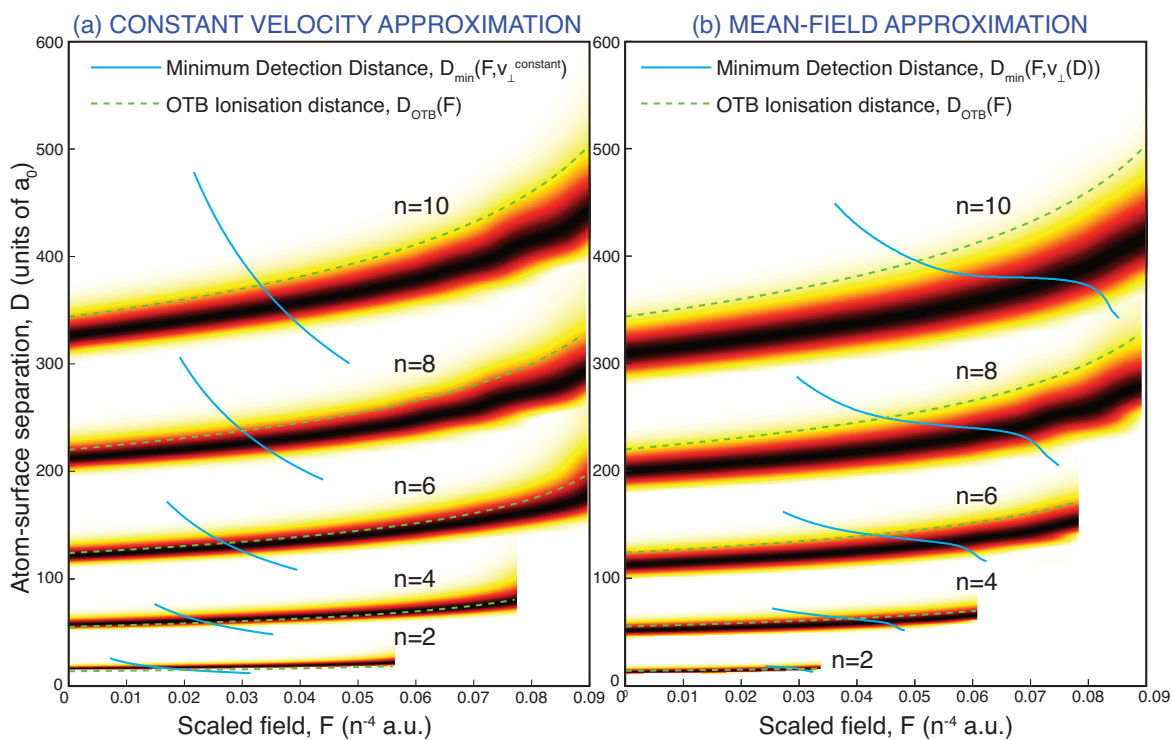 (a) CONSTANT VELOCITY APPROXIMATION
(b) MEAN-FIELD APPROXIMATION
Atom-surface separation, D (units of a₀)
600
500
400
300
200
100
0
Minimum Detection Distance, Dₘᵢₙ(F,v⊥ᶜᵒⁿˢᵗᵃⁿᵗ)
OTB Ionisation distance, D_OTB(F)
n=10
n=8
n=6
n=4
n=2
0 0.01 0.02 0.03 0.04 0.05 0.06 0.07 0.08 0.09
Scaled field, F (n⁻⁴ a.u.)
600
500
400
300
200
100
0
Minimum Detection Distance, Dₘᵢₙ(F,v⊥(D))
OTB Ionisation distance, D_OTB(F)
n=10
n=8
n=6
n=4
n=2
0 0.01 0.02 0.03 0.04 0.05 0.06 0.07 0.08 0.09
Scaled field, F (n⁻⁴ a.u.)